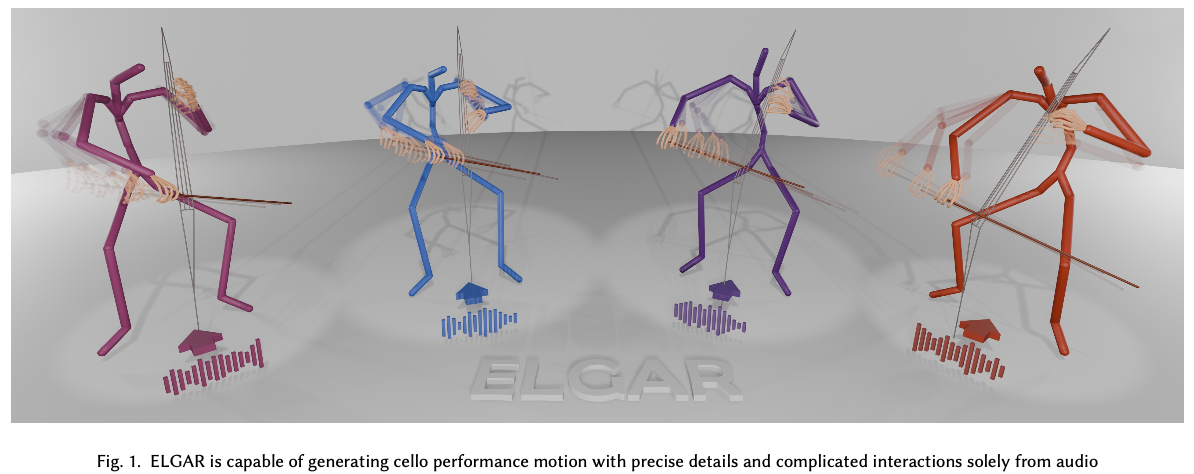 ELGAR
Fig. 1. ELGAR is capable of generating cello performance motion with precise details and complicated interactions solely from audio